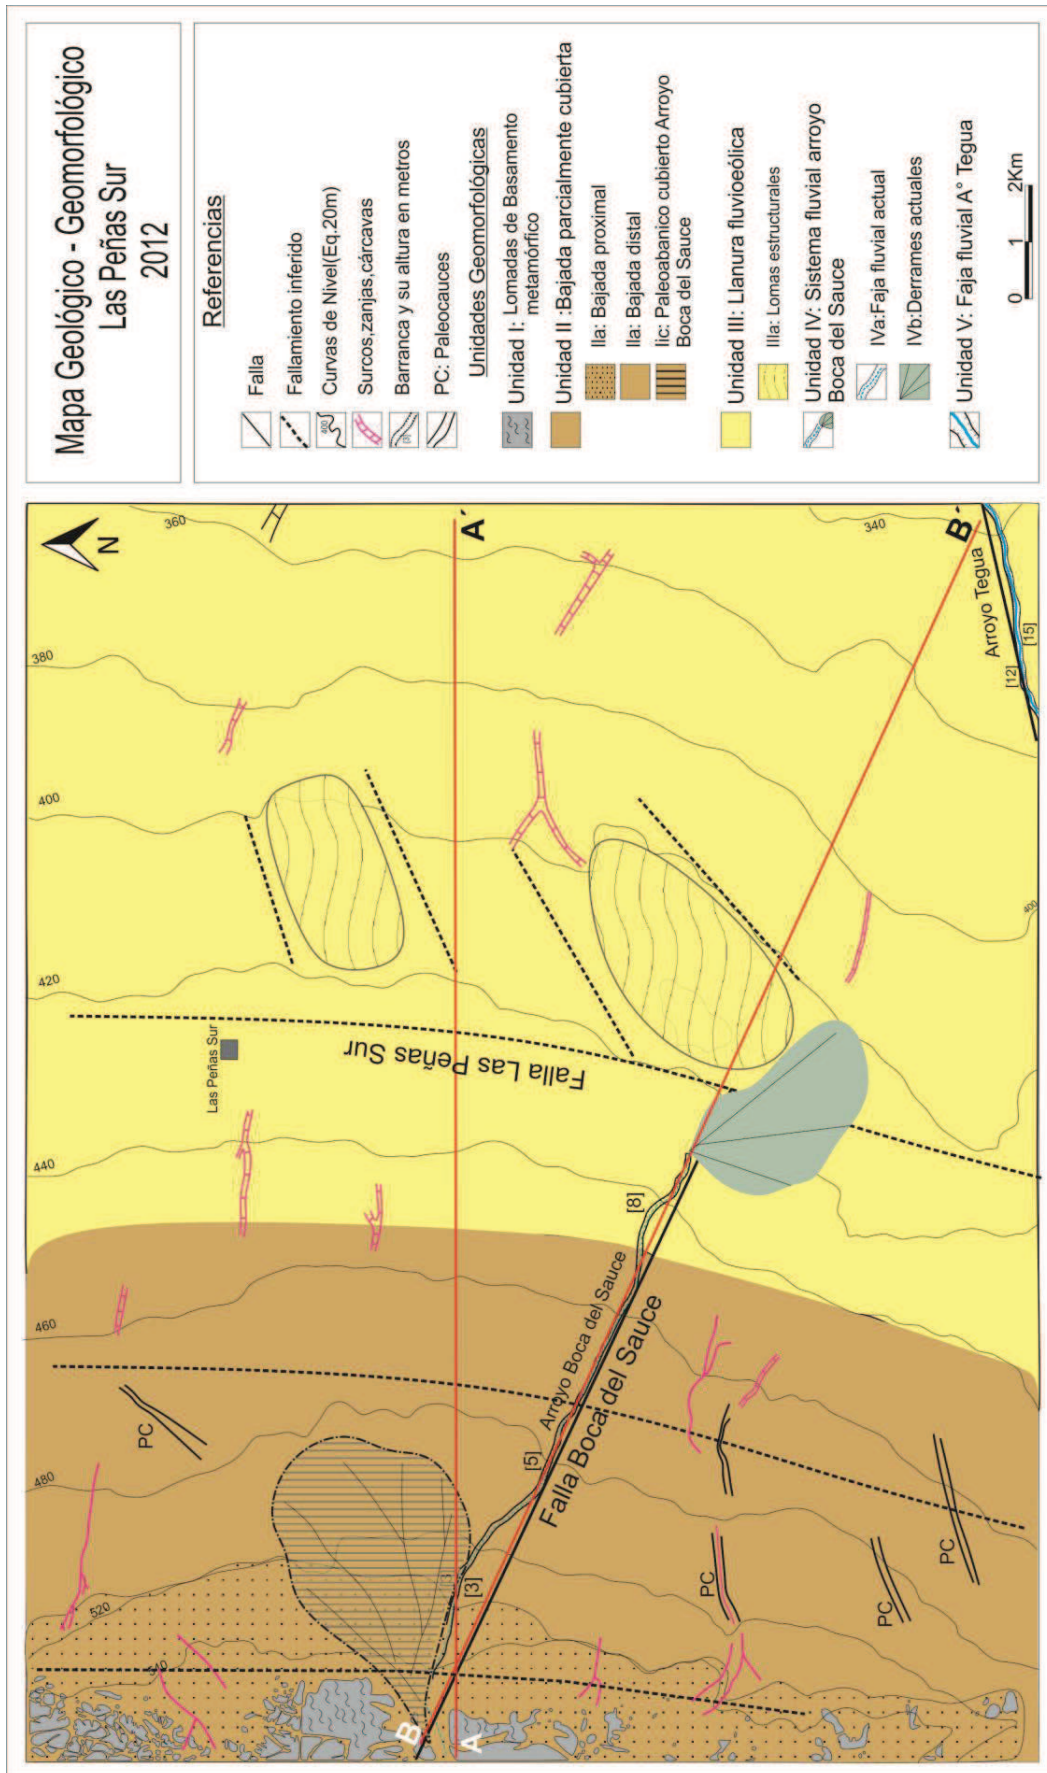 Mapa Geológico - Geomorfológico
Las Peñas Sur
2012
Referencias
Falla
Fallamiento inferido
400
Curvas de Nivel(Eq.20m)
Surcos,zanjas,cárcavas
[3]
Barranca y su altura en metros
PC: Paleocauces
Unidades Geomorfológicas
Unidad I: Lomadas de Basamento
metamórfico
Unidad II :Bajada parcialmente cubierta
IIa: Bajada proximal
IIa: Bajada distal
Iic: Paleoabanico cubierto Arroyo
Boca del Sauce
Unidad III: Llanura fluvioeólica
IIIa: Lomas estructurales
Unidad IV: Sistema fluvial arroyo
Boca del Sauce
IVa:Faja fluvial actual
IVb:Derrames actuales
Unidad V: Faja fluvial A° Tegua
0 1 2Km
N
520
540
480
460
440
420
400
380
360
340
400
PC
PC
PC
PC
Las Peñas Sur
Falla Las Peñas Sur
A
A´
B
B´
[3]
[3]
[5]
[8]
Arroyo Boca del Sauce
Falla Boca del Sauce
Arroyo Tegua
[12]
[15]